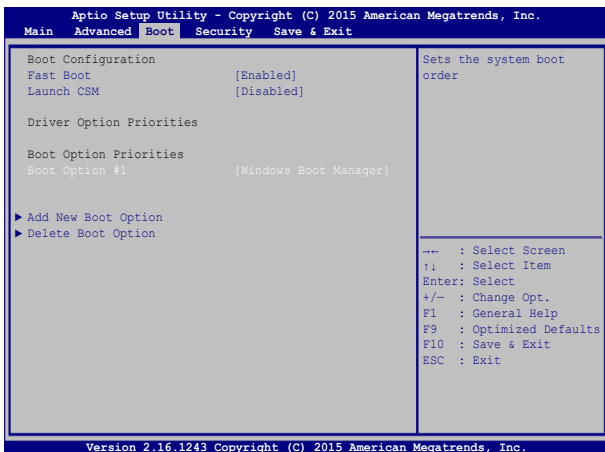 Aptio Setup Utility - Copyright (C) 2015 American Megatrends, Inc.
Main Advanced Boot Security Save & Exit
Boot Configuration
Fast Boot [Enabled]
Launch CSM [Disabled]
Driver Option Priorities
Boot Option Priorities
Boot Option #1 [Windows Boot Manager]
▶ Add New Boot Option
▶ Delete Boot Option
Sets the system boot
order
→← : Select Screen
↑↓ : Select Item
Enter: Select
+/— : Change Opt.
F1 : General Help
F9 : Optimized Defaults
F10 : Save & Exit
ESC : Exit
Version 2.16.1243 Copyright (C) 2015 American Megatrends, Inc.